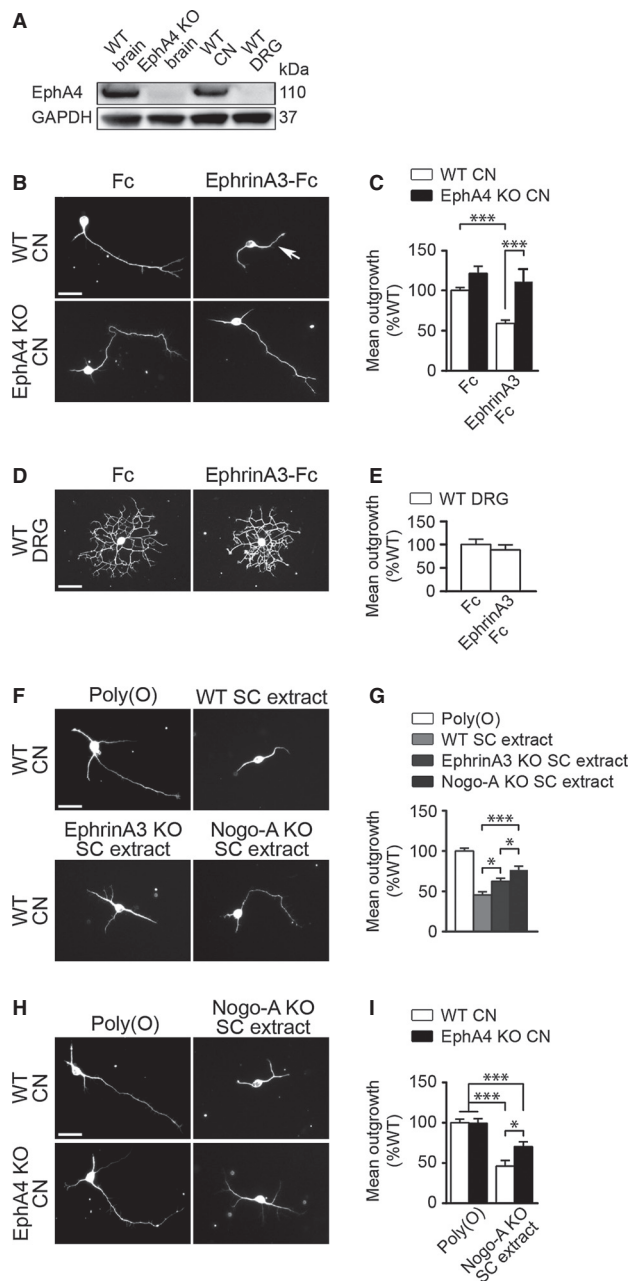 A
WT brain
EphA4 KO brain
WT CN
WT DRG
kDa
EphA4
110
GAPDH
37
B
Fc
EphrinA3-Fc
WT CN
EphA4 KO CN
C
WT CN
EphA4 KO CN
***
***
150
100
50
0
Mean outgrowth (%WT)
Fc
EphrinA3 Fc
D
Fc
EphrinA3-Fc
WT DRG
E
WT DRG
150
100
50
0
Mean outgrowth (%WT)
Fc
EphrinA3 Fc
F
Poly(O)
WT SC extract
WT CN
EphrinA3 KO SC extract
Nogo-A KO SC extract
WT CN
G
Poly(O)
WT SC extract
EphrinA3 KO SC extract
Nogo-A KO SC extract
***
*
*
150
100
50
0
Mean outgrowth (%WT)
H
Poly(O)
Nogo-A KO SC extract
WT CN
EphA4 KO CN
I
WT CN
EphA4 KO CN
***
***
*
150
100
50
0
Mean outgrowth (%WT)
Poly(O)
Nogo-A KO SC extract